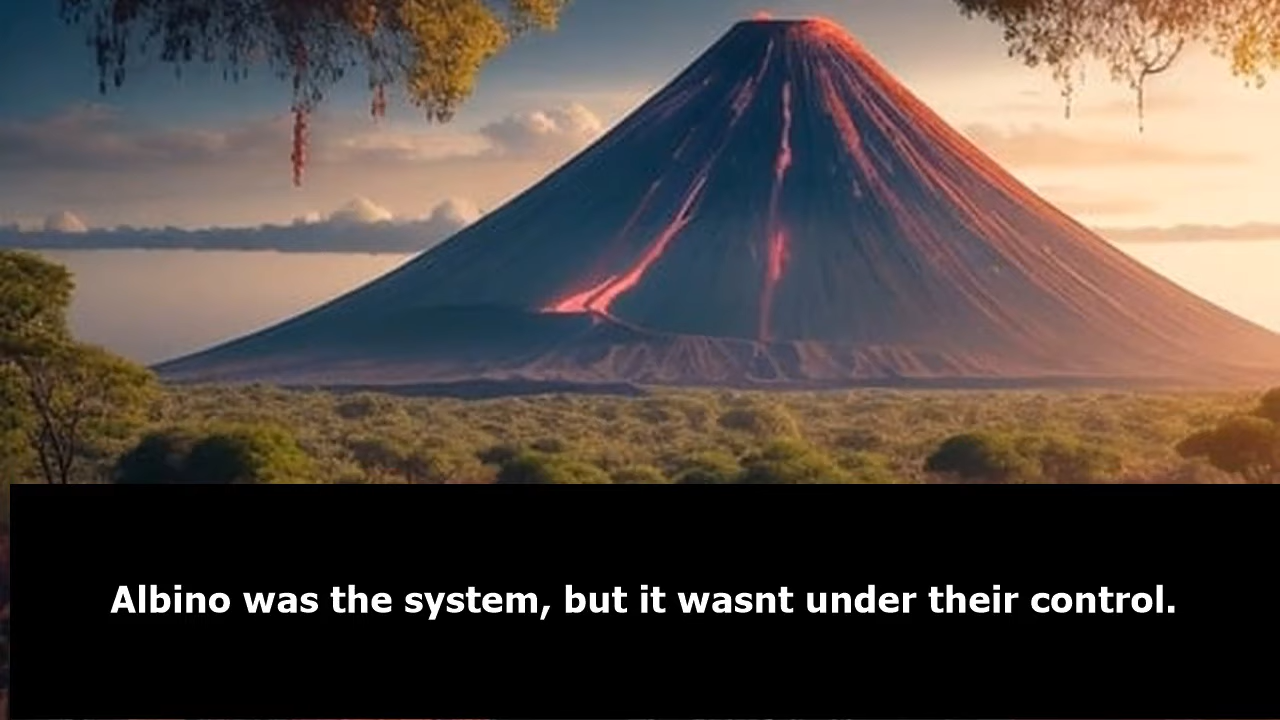 Albino was the system, but it wasnt under their control.